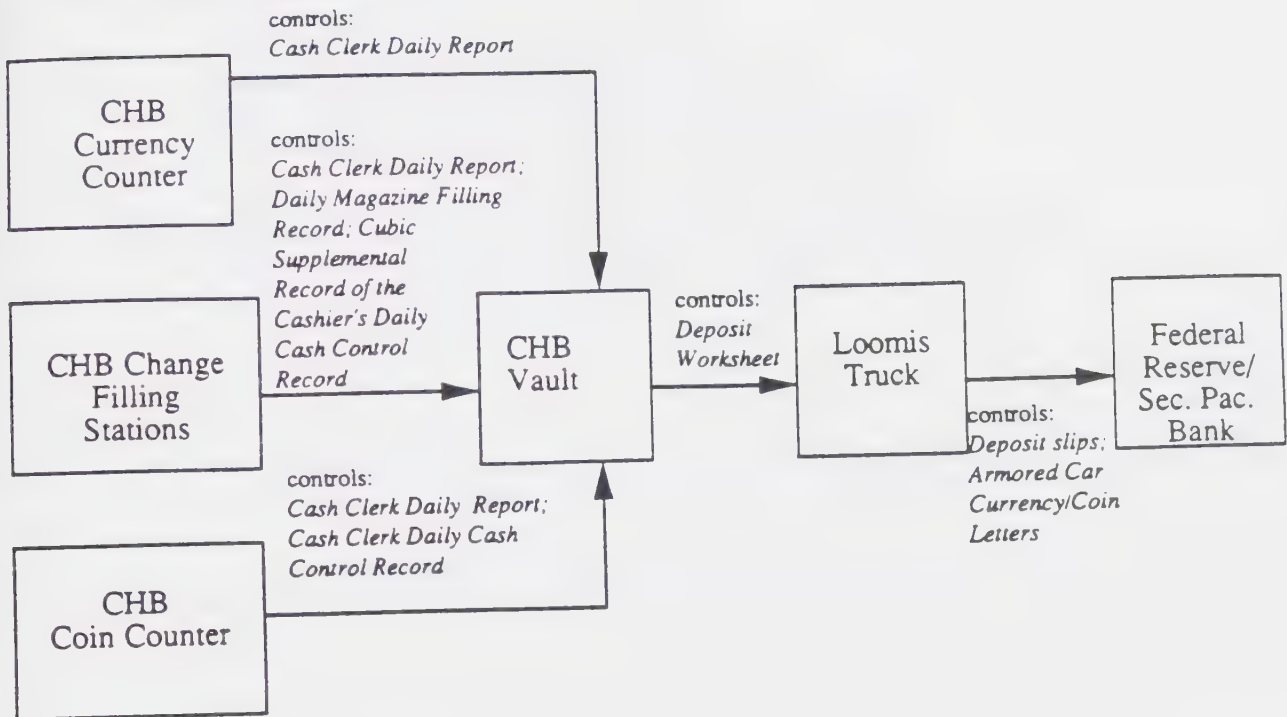 controls:
Cash Clerk Daily Report
CHB
Currency
Counter
controls:
Cash Clerk Daily Report;
Daily Magazine Filling
Record; Cubic
Supplemental
Record of the
Cashier's Daily
Cash Control
Record
CHB Change
Filling
Stations
CHB
Vault
controls:
Deposit
Worksheet
Loomis
Truck
controls:
Deposit slips;
Armored Car
Currency/Coin
Letters
Federal
Reserve/
Sec. Pac.
Bank
controls:
Cash Clerk Daily Report;
Cash Clerk Daily Cash
Control Record
CHB
Coin Counter